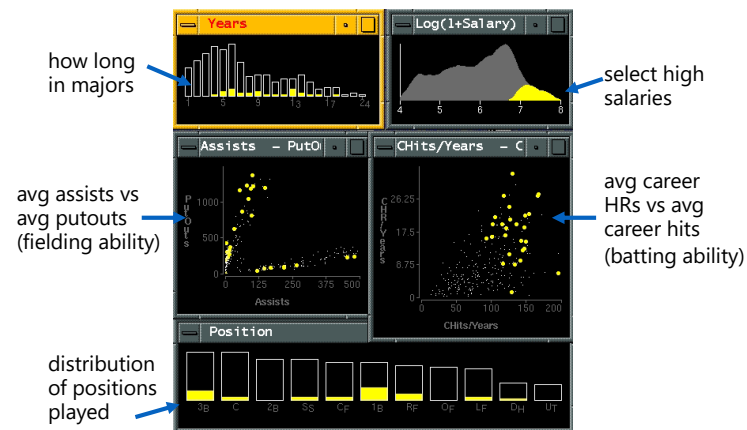 Years
Log(1+Salary)
how long
in majors
1 5 9 13 17 24
4 5 6 7 8
select high
salaries
Assists - PutO
CHits/Years - C
avg assists vs
avg putouts
(fielding ability)
PutOuts
1000
500
0
0 125 250 375 500
Assists
CHR/Years
26.25
17.5
8.75
0
0 50 100 150 200
CHits/Years
avg career
HRs vs avg
career hits
(batting ability)
Position
distribution
of positions
played
3B C 2B SS CF 1B RF OF LF DH UT